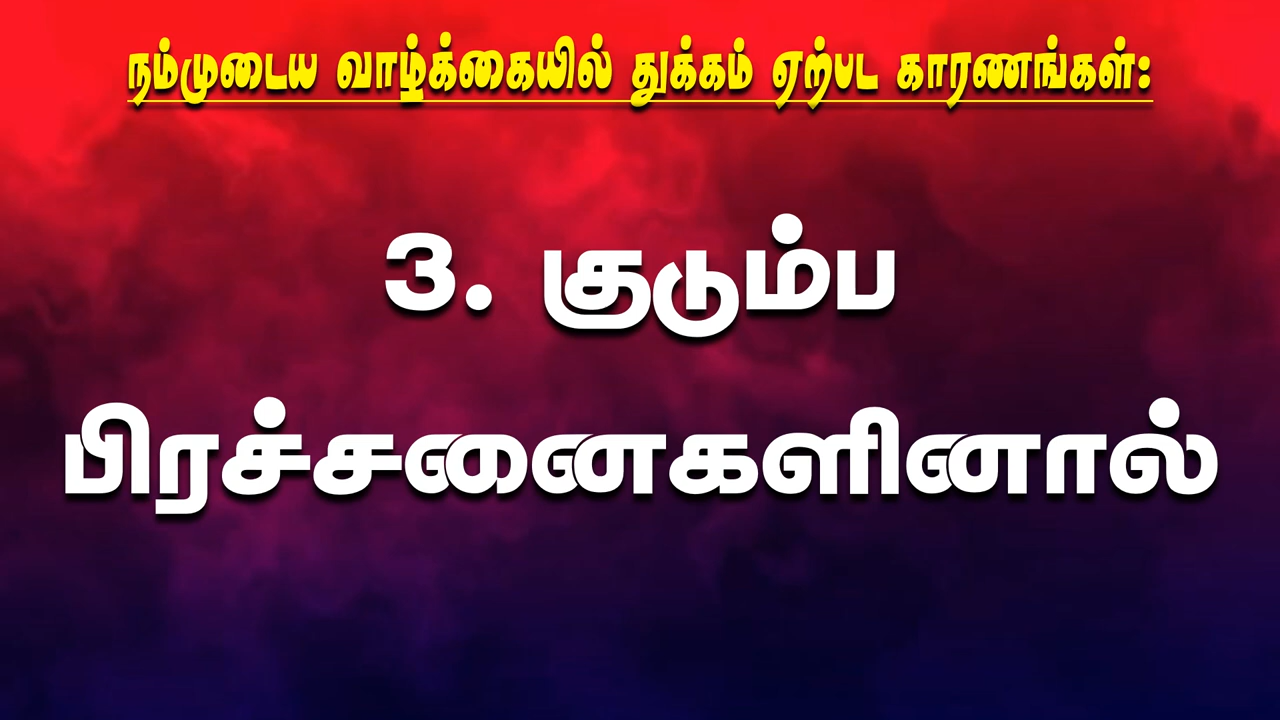 நம்முடைய வாழ்க்கையில் துக்கம் ஏற்பட காரணங்கள்:
3. குடும்ப
பிரச்சனைகளினால்